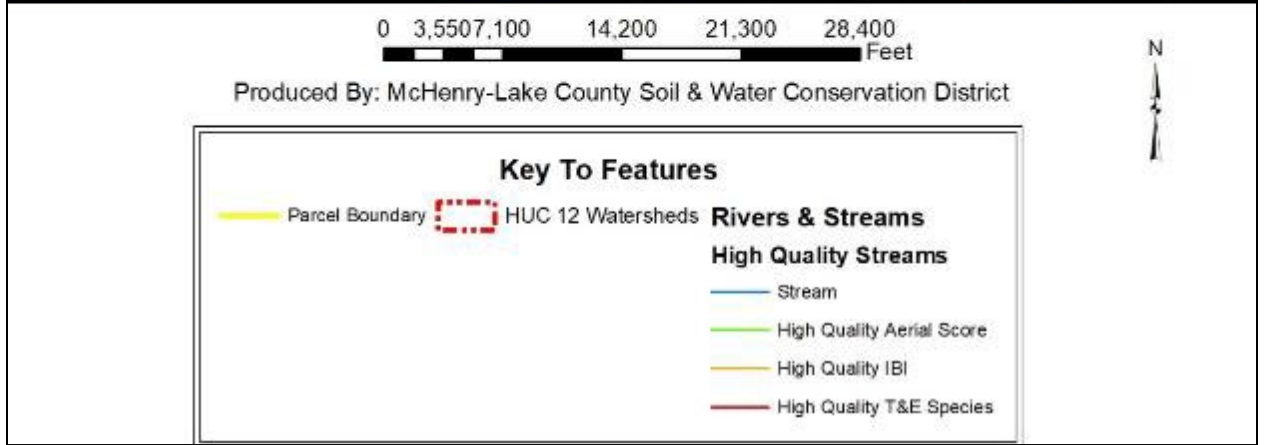 0 3,5507,100 14,200 21,300 28,400
Feet
N
Produced By: McHenry-Lake County Soil & Water Conservation District
Key To Features
Parcel Boundary HUC 12 Watersheds Rivers & Streams
High Quality Streams
Stream
High Quality Aerial Score
High Quality IBI
High Quality T&E Species